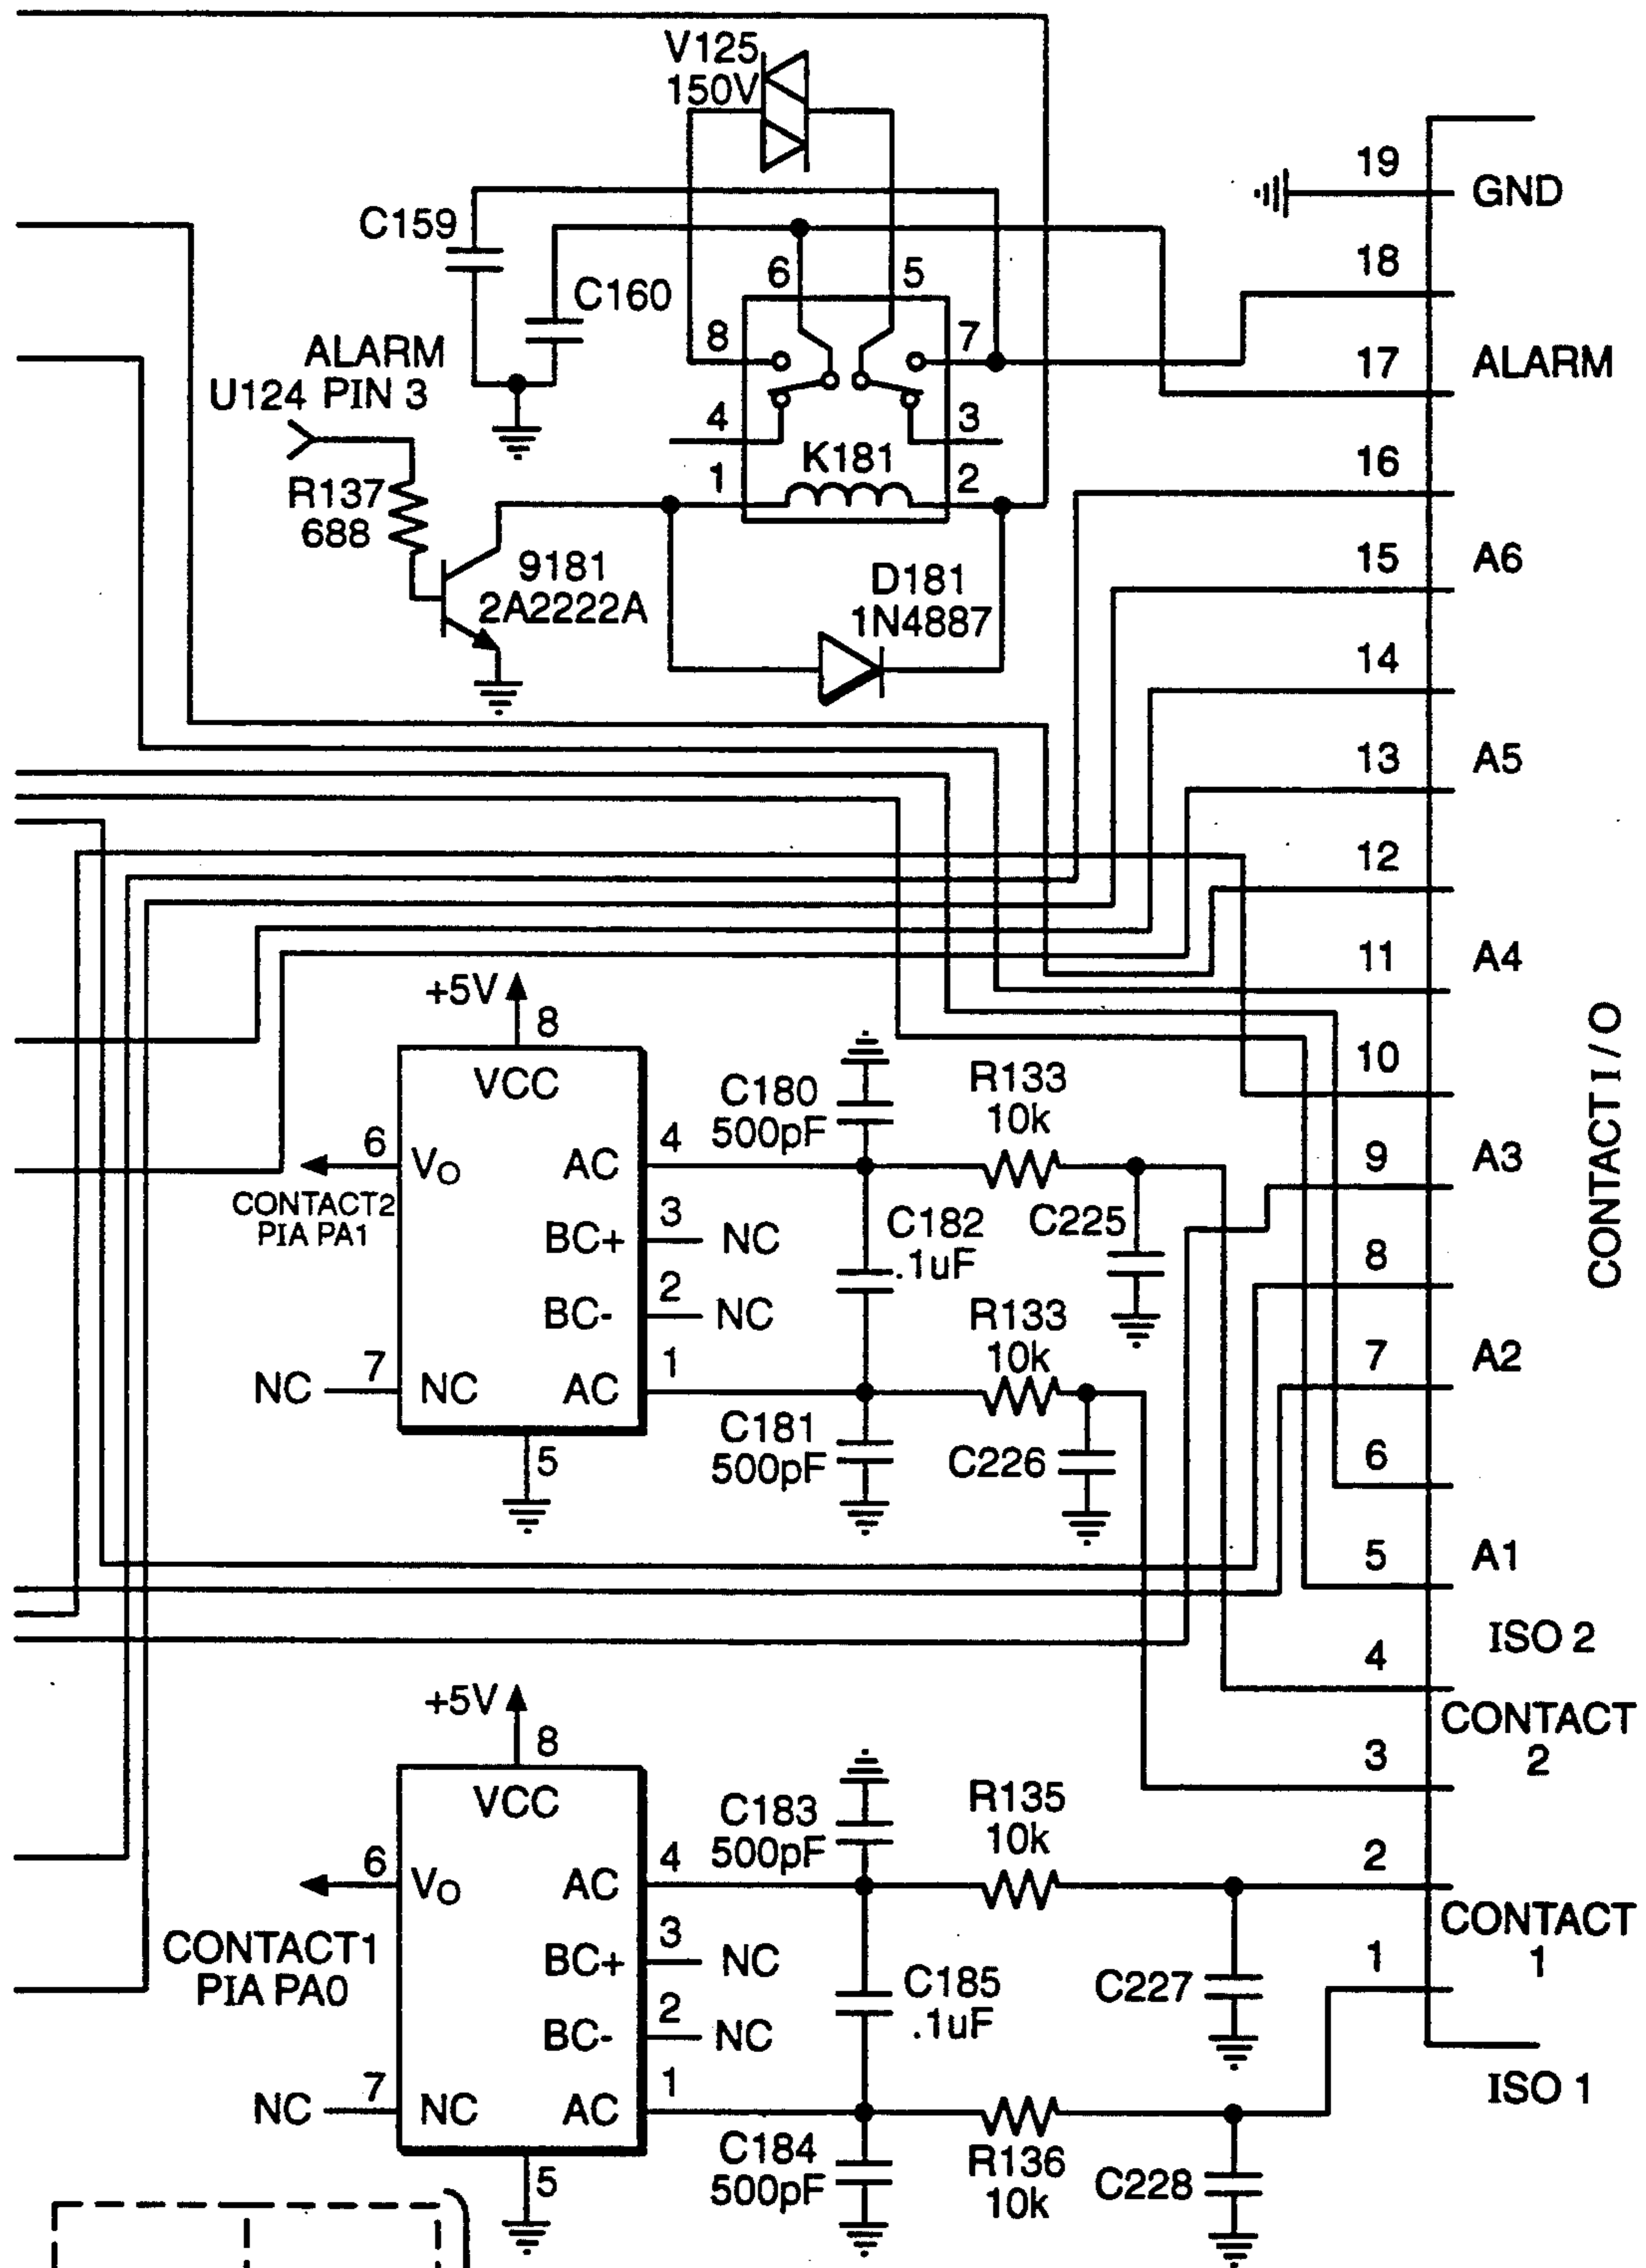 V125
150V
19
GND
C159
18
6
5
C160
8
7
ALARM
U124 PIN 3
17
ALARM
4
3
K181
1
2
16
R137
688
9181
2A2222A
D181
1N4887
15
A6
14
13
A5
12
11
A4
+5V
8
10
VCC
C180
500pF
R133
10k
6
VO
AC
4
9
A3
CONTACT2
PIA PA1
BC+
3
NC
C182
.1uF
C225
8
BC-
2
NC
R133
10k
7
A2
NC
7
NC
AC
1
C181
500pF
C226
6
5
5
A1
ISO 2
4
+5V
8
CONTACT
2
3
VCC
C183
500pF
R135
10k
2
6
VO
AC
4
CONTACT
1
1
CONTACT1
PIA PA0
BC+
3
NC
C185
.1uF
C227
BC-
2
NC
ISO 1
NC
7
NC
AC
1
C184
500pF
R136
10k
C228
5
CONTACT I / O